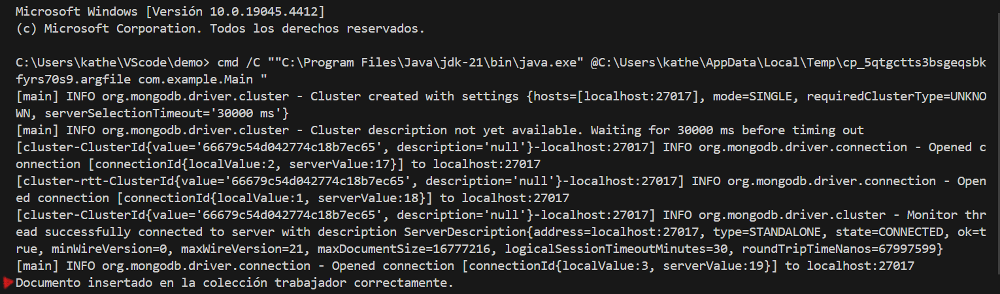 Microsoft Windows [Versión 10.0.19045.4412]
(c) Microsoft Corporation. Todos los derechos reservados.
C:\Users\kathe\VScode\demo> cmd /C ""C:\Program Files\Java\jdk-21\bin\java.exe" @C:\Users\kathe\AppData\Local\Temp\cp_5qtgctts3bsgeqsbk
fyrs70s9.argfile com.example.Main "
[main] INFO org.mongodb.driver.cluster - Cluster created with settings {hosts=[localhost:27017], mode=SINGLE, requiredClusterType=UNKNO
WN, serverSelectionTimeout='30000 ms'}
[main] INFO org.mongodb.driver.cluster - Cluster description not yet available. Waiting for 30000 ms before timing out
[cluster-ClusterId{value='66679c54d042774c18b7ec65', description='null'}-localhost:27017] INFO org.mongodb.driver.connection - Opened c
onnection [connectionId{localValue:2, serverValue:17}] to localhost:27017
[cluster-rtt-ClusterId{value='66679c54d042774c18b7ec65', description='null'}-localhost:27017] INFO org.mongodb.driver.connection - Open
ed connection [connectionId{localValue:1, serverValue:18}] to localhost:27017
[cluster-ClusterId{value='66679c54d042774c18b7ec65', description='null'}-localhost:27017] INFO org.mongodb.driver.cluster - Monitor thr
ead successfully connected to server with description ServerDescription{address=localhost:27017, type=STANDALONE, state=CONNECTED, ok=t
rue, minWireVersion=0, maxWireVersion=21, maxDocumentSize=16777216, logicalSessionTimeoutMinutes=30, roundTripTimeNanos=67997599}
[main] INFO org.mongodb.driver.connection - Opened connection [connectionId{localValue:3, serverValue:19}] to localhost:27017
Documento insertado en la colección trabajador correctamente.